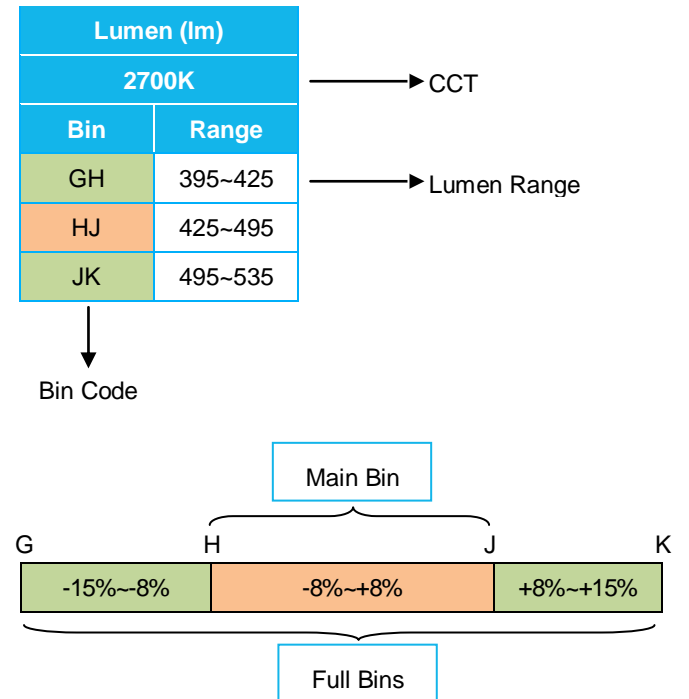 Lumen (lm)
2700K
CCT
Bin Range
GH 395~425
Lumen Range
HJ 425~495
JK 495~535
Bin Code
Main Bin
G H J K
-15%~-8% -8%~+8% +8%~+15%
Full Bins